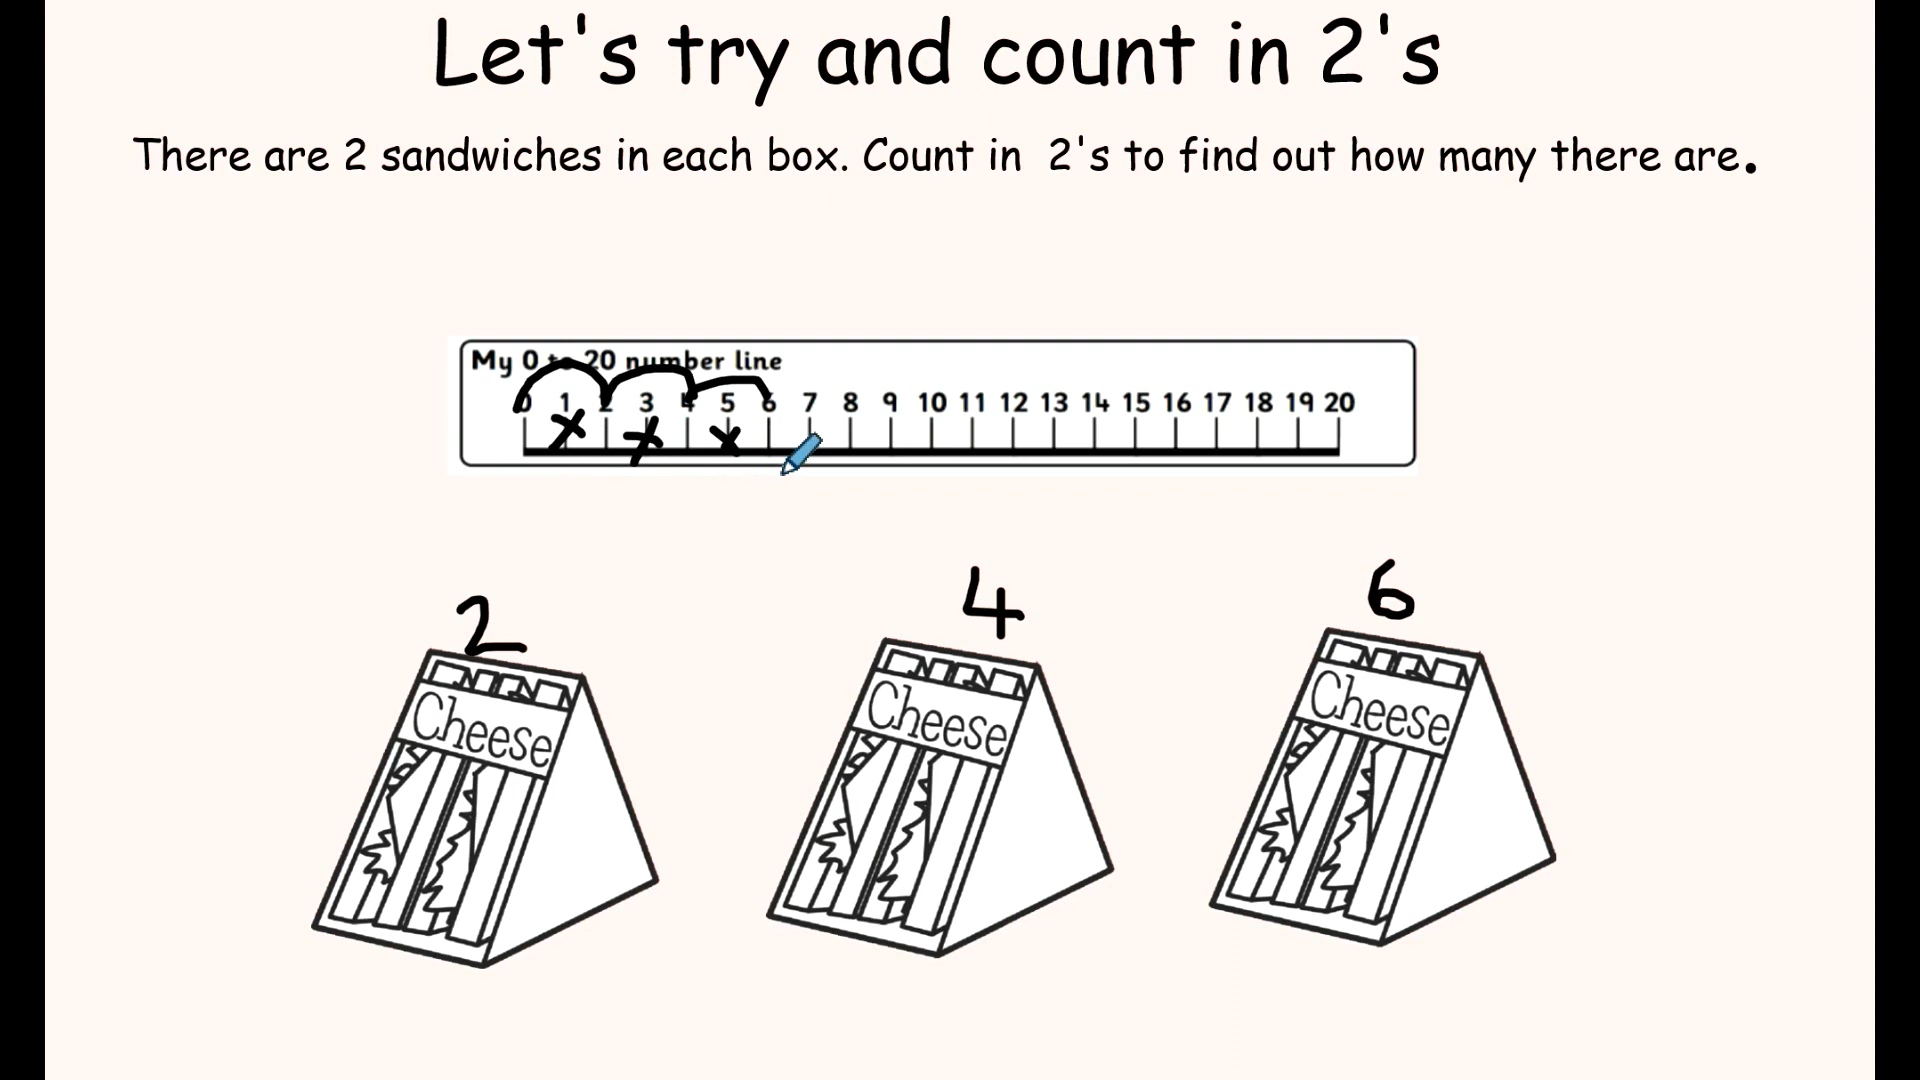 Let's try and count in 2's
There are 2 sandwiches in each box. Count in 2's to find out how many there are.
My 0 to 20 number line
0 1 2 3 4 5 6 7 8 9 10 11 12 13 14 15 16 17 18 19 20
2 4 6
Cheese Cheese Cheese